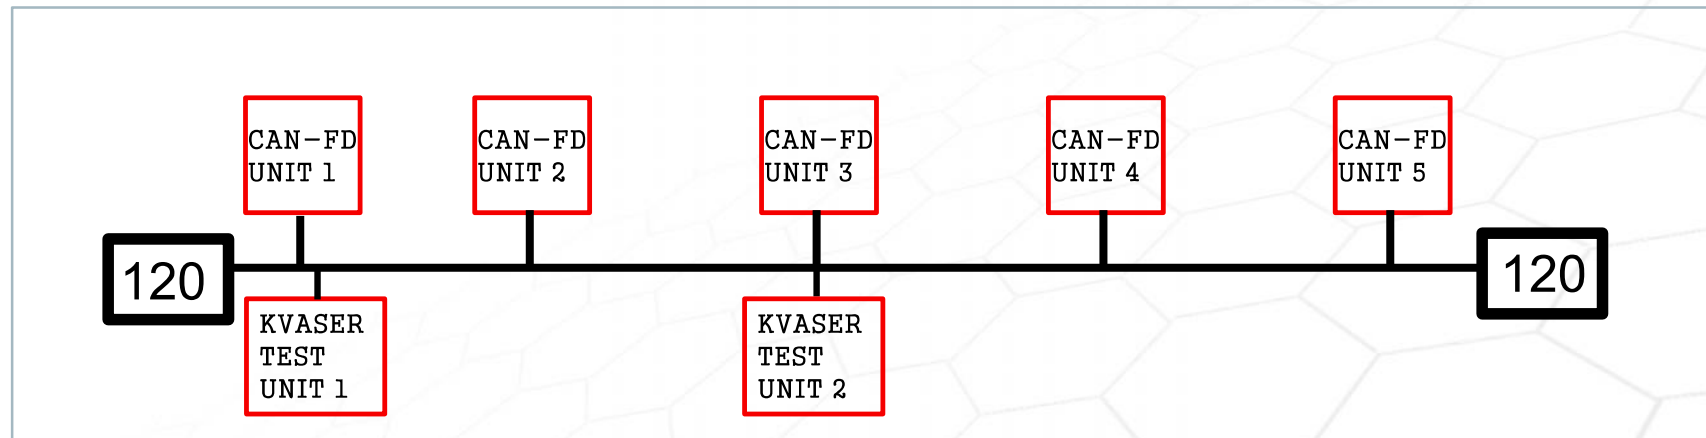 CAN-FD
UNIT 1
CAN-FD
UNIT 2
CAN-FD
UNIT 3
CAN-FD
UNIT 4
CAN-FD
UNIT 5
120
120
KVASER
TEST
UNIT 1
KVASER
TEST
UNIT 2